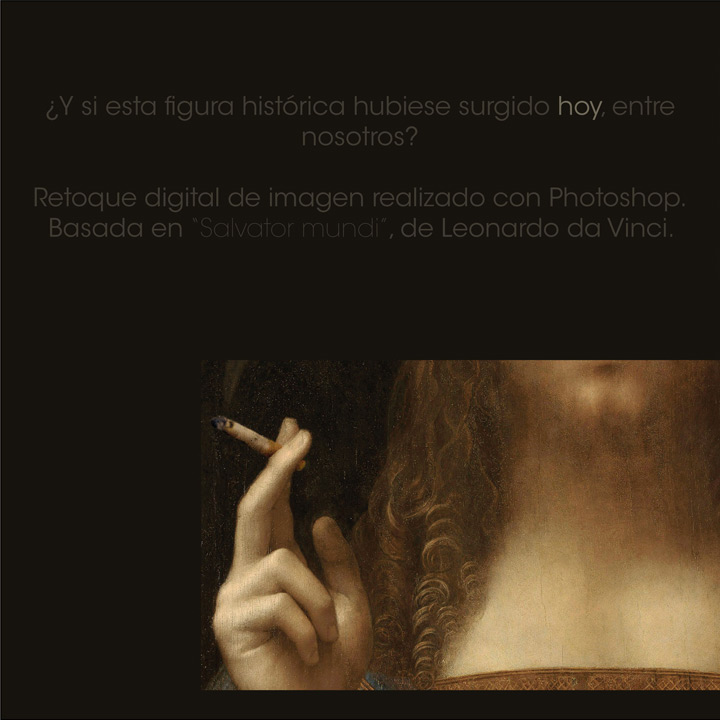 ¿Y si esta figura histórica hubiese surgido hoy, entre
nosotros?
Retoque digital de imagen realizado con Photoshop.
Basada en “Salvator mundi”, de Leonardo da Vinci.